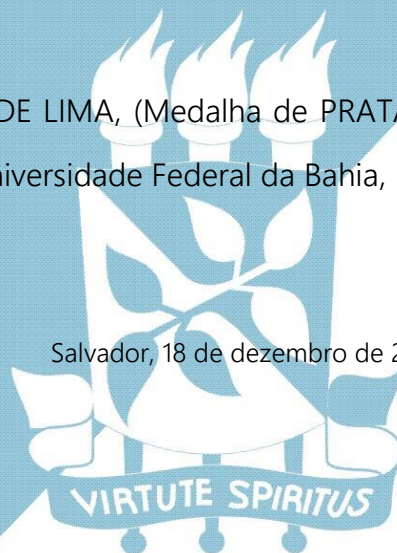 DE LIMA, (Medalha de PRATA
niversidade Federal da Bahia,
Salvador, 18 de dezembro de 2
VIRTUTE SPIRITUS